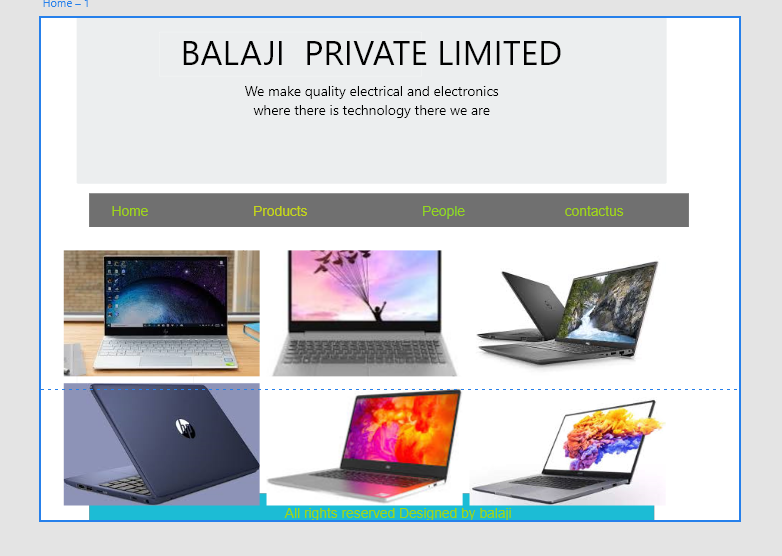 Home – 1
BALAJI PRIVATE LIMITED
We make quality electrical and electronics
where there is technology there we are
Home Products People contactus
hp
All rights reserved Designed by balaji